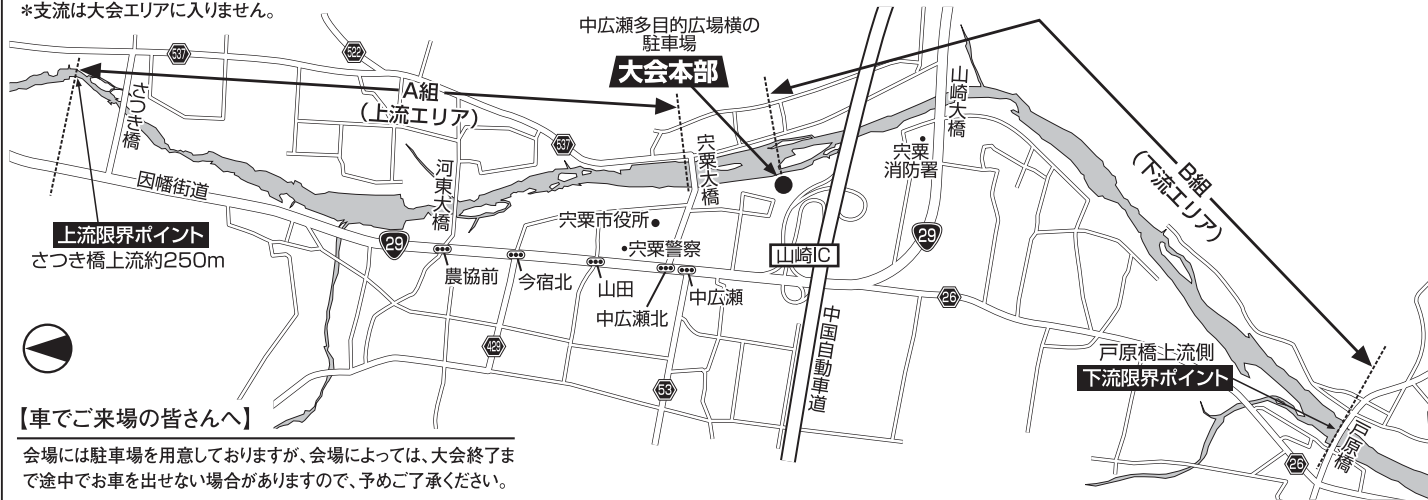 *支流は大会エリアに入りません。
中広瀬多目的広場横の
駐車場
大会本部
537
522
A組
(上流エリア)
さつき橋
537
河東大橋
宍粟大橋
山崎大橋
宍粟
消防署
B組
(下流エリア)
因幡街道
上流限界ポイント
さつき橋上流約250m
29
宍粟市役所
宍粟警察
山崎IC
29
農協前
今宿北
山田
中広瀬北
中広瀬
26
中国自動車道
429
53
戸原橋上流側
下流限界ポイント
戸原橋
26
【車でご来場の皆さんへ】
会場には駐車場を用意しておりますが、会場によっては、大会終了ま
で途中でお車を出せない場合がありますので、予めご了承ください。